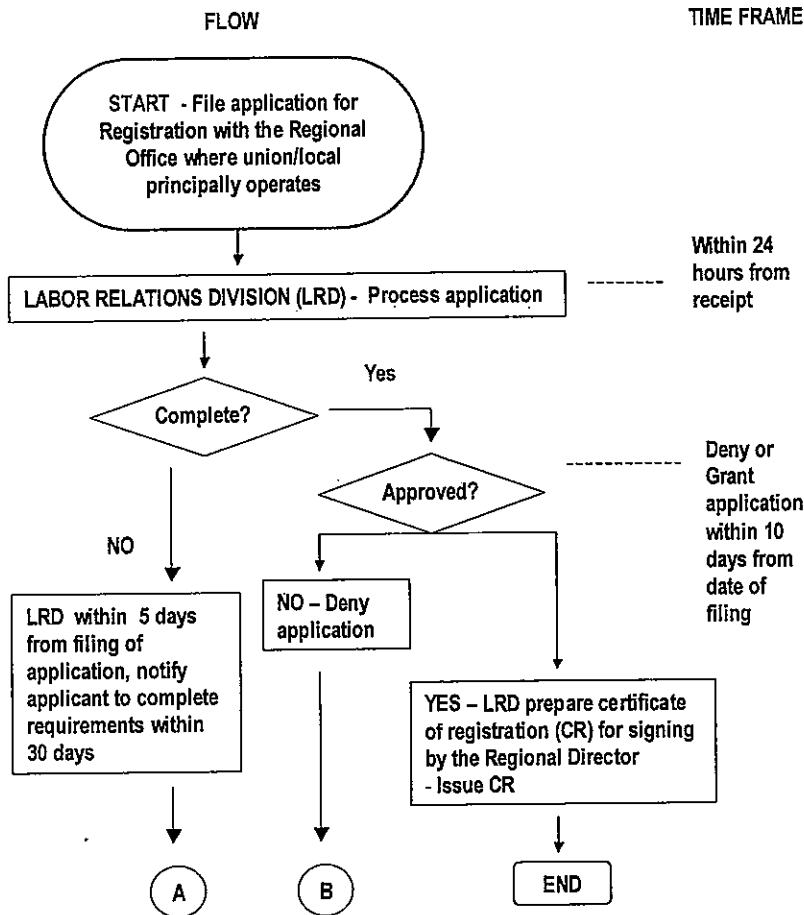 FLOW
TIME FRAME
START - File application for
Registration with the Regional
Office where union/local
principally operates
LABOR RELATIONS DIVISION (LRD) - Process application
Within 24
hours from
receipt
Complete?
Yes
Approved?
Deny or
Grant
application
within 10
days from
date of
filing
NO
LRD within 5 days
from filing of
application, notify
applicant to complete
requirements within
30 days
NO – Deny
application
YES – LRD prepare certificate
of registration (CR) for signing
by the Regional Director
- Issue CR
A
B
END